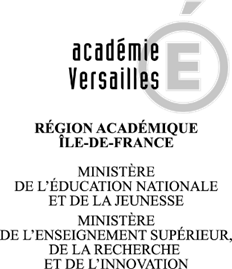 académie
Versailles
É
RÉGION ACADÉMIQUE
ÎLE-DE-FRANCE
MINISTÈRE
DE L'ÉDUCATION NATIONALE
ET DE LA JEUNESSE
MINISTÈRE
DE L'ENSEIGNEMENT SUPÉRIEUR,
DE LA RECHERCHE
ET DE L'INNOVATION